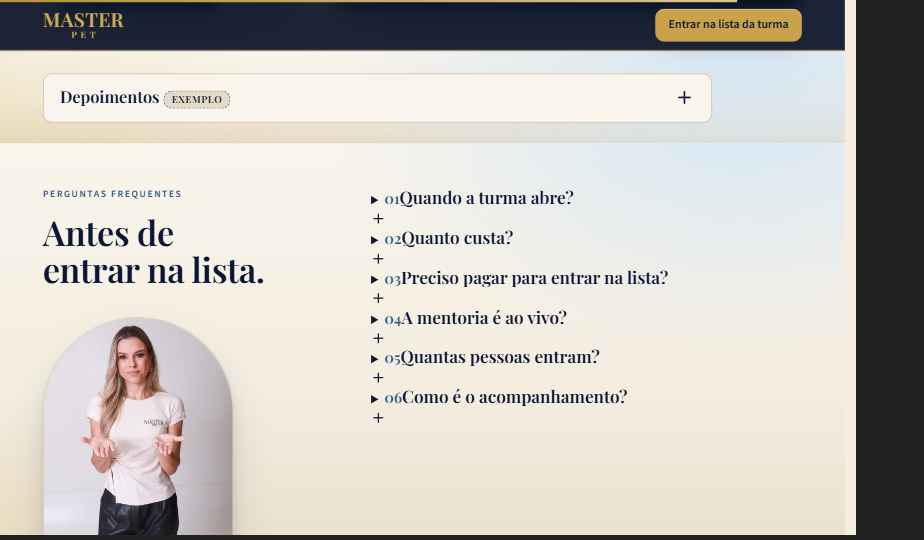 MASTER
PET
Entrar na lista da turma
Depoimentos EXEMPLO
+
PERGUNTAS FREQUENTES
Antes de
entrar na lista.
▶ 01Quando a turma abre?
+
▶ 02Quanto custa?
+
▶ 03Preciso pagar para entrar na lista?
+
▶ 04A mentoria é ao vivo?
+
▶ 05Quantas pessoas entram?
+
▶ 06Como é o acompanhamento?
+